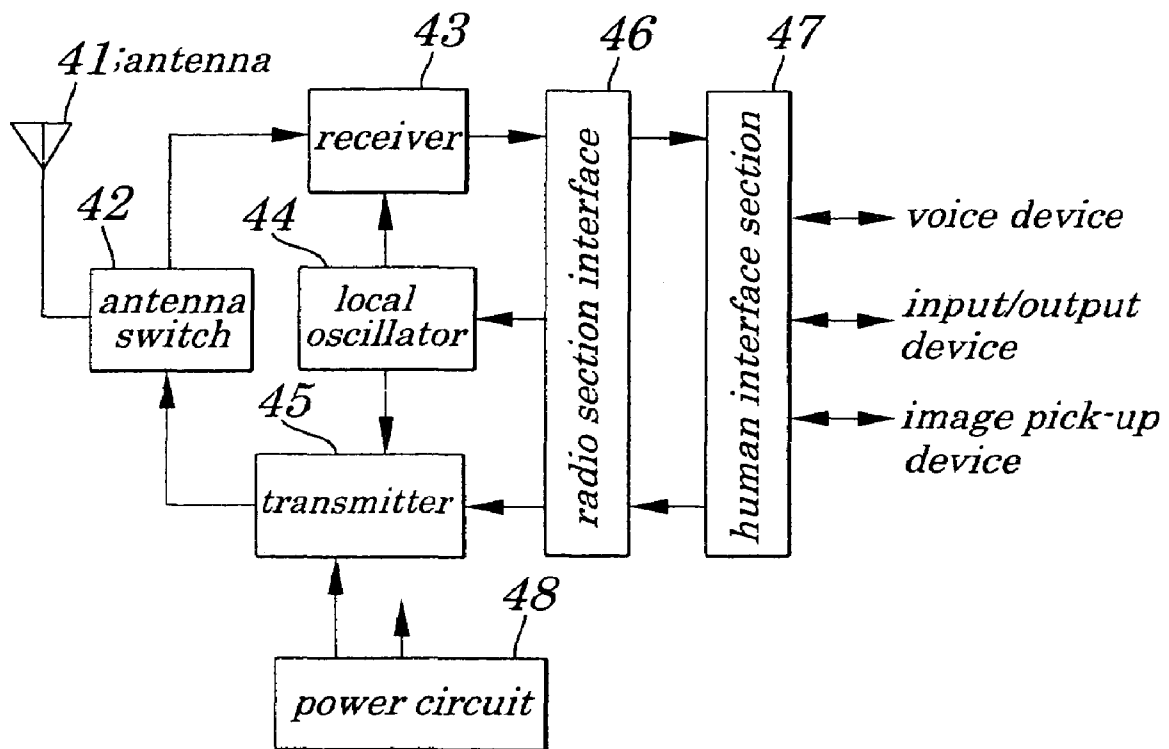 41;antenna
43
46
47
receiver
42
44
antenna
switch
local
oscillator
radio section interface
human interface section
voice device
input/output
device
image pick-up
device
45
transmitter
48
power circuit